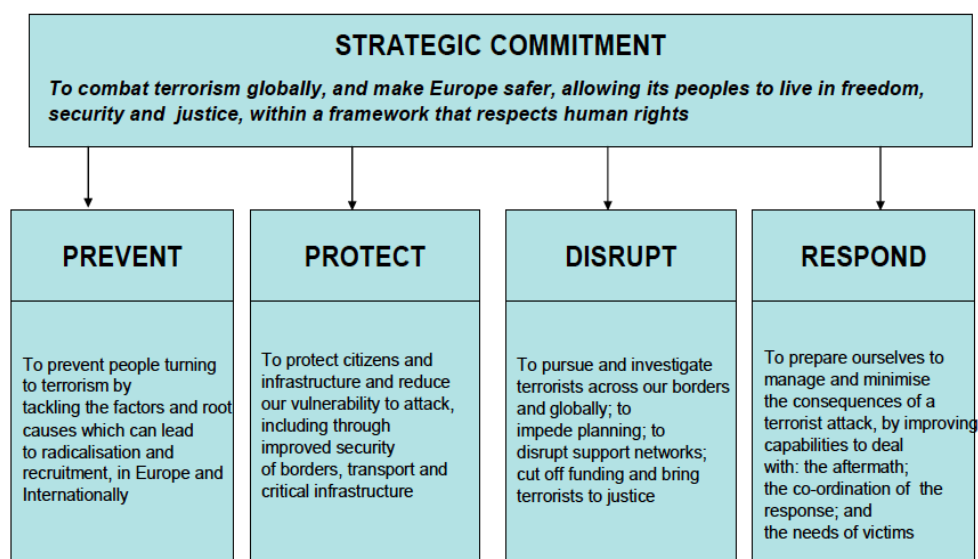 STRATEGIC COMMITMENT
To combat terrorism globally, and make Europe safer, allowing its peoples to live in freedom,
security and justice, within a framework that respects human rights
PREVENT
To prevent people turning
to terrorism by
tackling the factors and root
causes which can lead
to radicalisation and
recruitment, in Europe and
Internationally
PROTECT
To protect citizens and
infrastructure and reduce
our vulnerability to attack,
including through
improved security
of borders, transport and
critical infrastructure
DISRUPT
To pursue and investigate
terrorists across our borders
and globally; to
impede planning; to
disrupt support networks;
cut off funding and bring
terrorists to justice
RESPOND
To prepare ourselves to
manage and minimise
the consequences of a
terrorist attack, by improving
capabilities to deal
with: the aftermath;
the co-ordination of the
response; and
the needs of victims